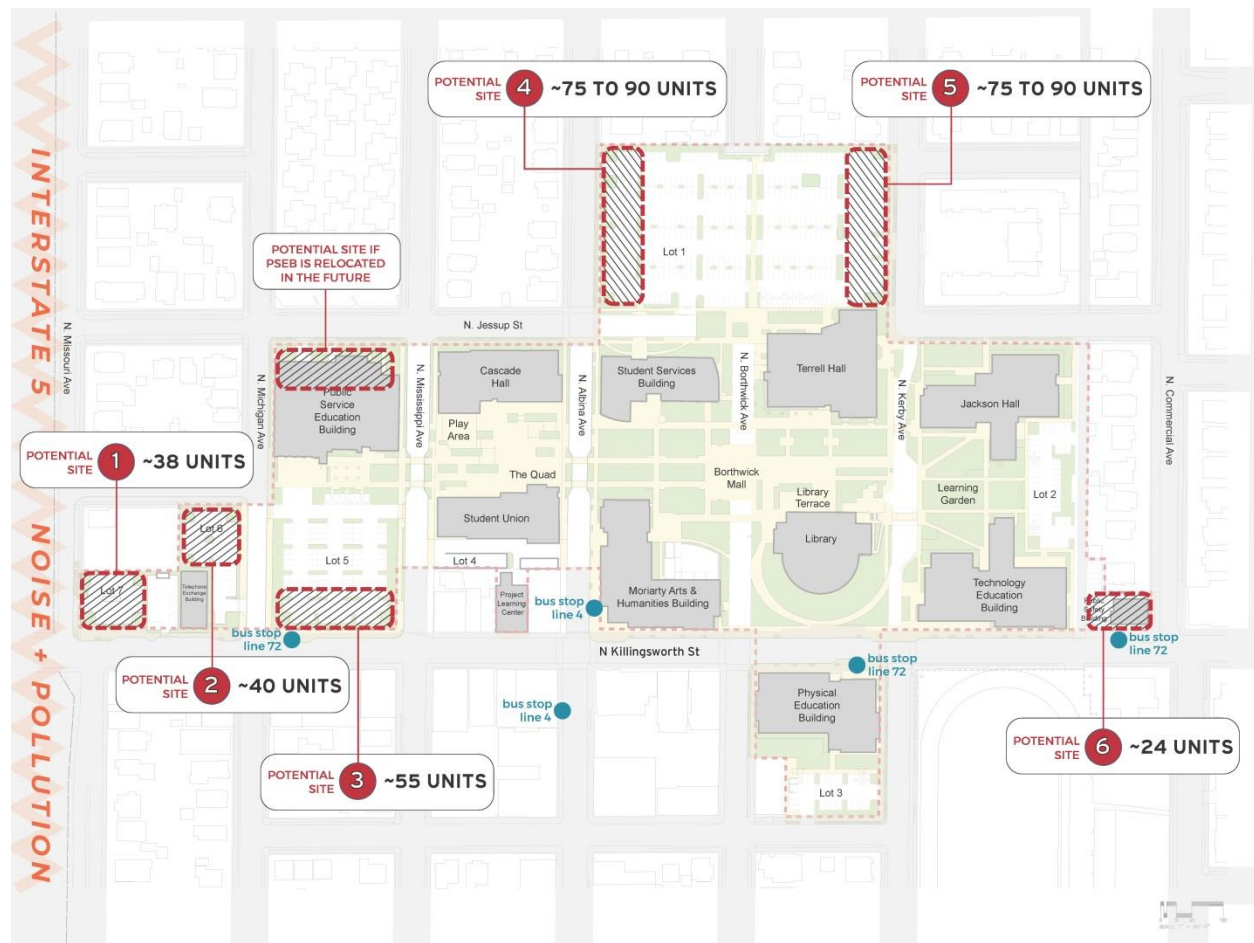 POTENTIAL
SITE
4
~75 TO 90 UNITS
POTENTIAL
SITE
5
~75 TO 90 UNITS
INTERSTATE 5
NOISE + POLLUTION
Lot 1
POTENTIAL SITE IF
PSEB IS RELOCATED
IN THE FUTURE
N. Jessup St
N. Missouri Ave
N. Michigan Ave
Public
Service
Education
Building
N. Mississippi Ave
Cascade
Hall
Play
Area
N. Albina Ave
Student Services
Building
N. Borthwick Ave
Terrell Hall
N. Kerby Ave
Jackson Hall
N. Commercial Ave
POTENTIAL
SITE
1
~38 UNITS
The Quad
Borthwick
Mall
Library
Terrace
Learning
Garden
Lot 2
Student Union
Library
Lot 6
Lot 5
Lot 4
Lot 7
Telephone
Exchange
Building
Project
Learning
Center
Moriarty Arts &
Humanities Building
Technology
Education
Building
Public
Safety
Building
bus stop
line 4
bus stop
line 72
bus stop
line 72
N Killingsworth St
bus stop
line 72
POTENTIAL
SITE
2
~40 UNITS
bus stop
line 4
Physical
Education
Building
POTENTIAL
SITE
3
~55 UNITS
POTENTIAL
SITE
6
~24 UNITS
Lot 3